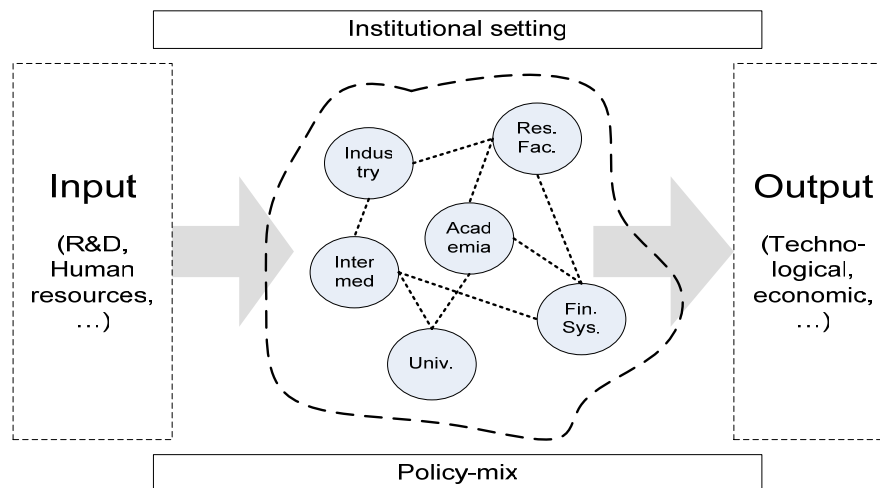 Institutional setting
Input
(R&D,
Human
resources,
…)
Indus
try
Res.
Fac.
Acad
emia
Inter
med
Fin.
Sys.
Univ.
Output
(Techno-
logical,
economic,
…)
Policy-mix